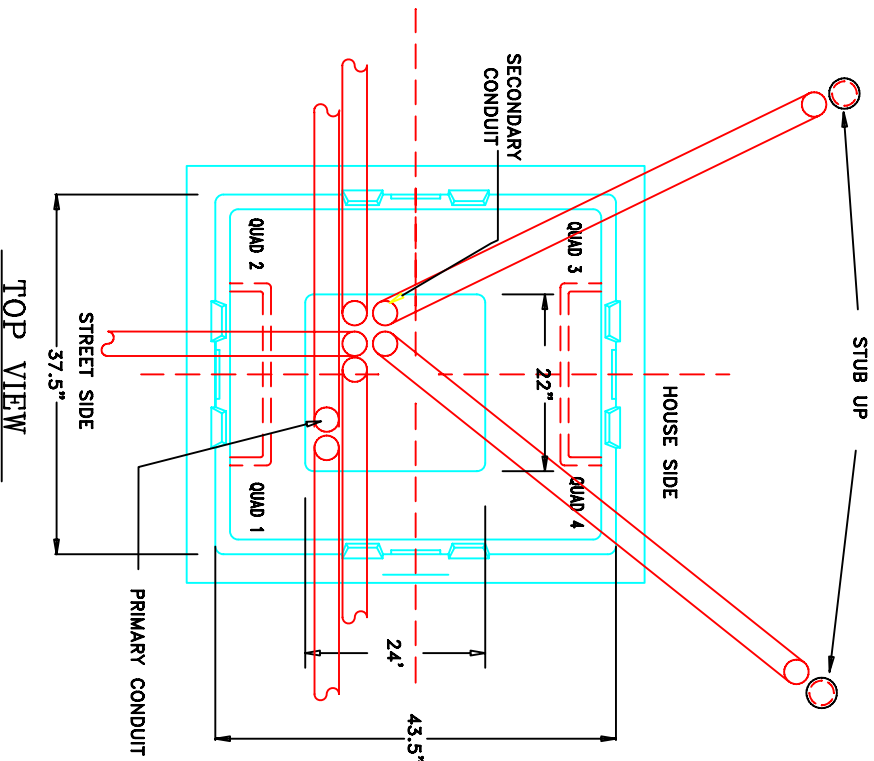 SECONDARY
CONDUIT
STUB UP
QUAD 2
QUAD 3
HOUSE SIDE
22"
STREET SIDE
37.5"
QUAD 1
QUAD 4
24'
43.5"
PRIMARY CONDUIT
TOP VIEW